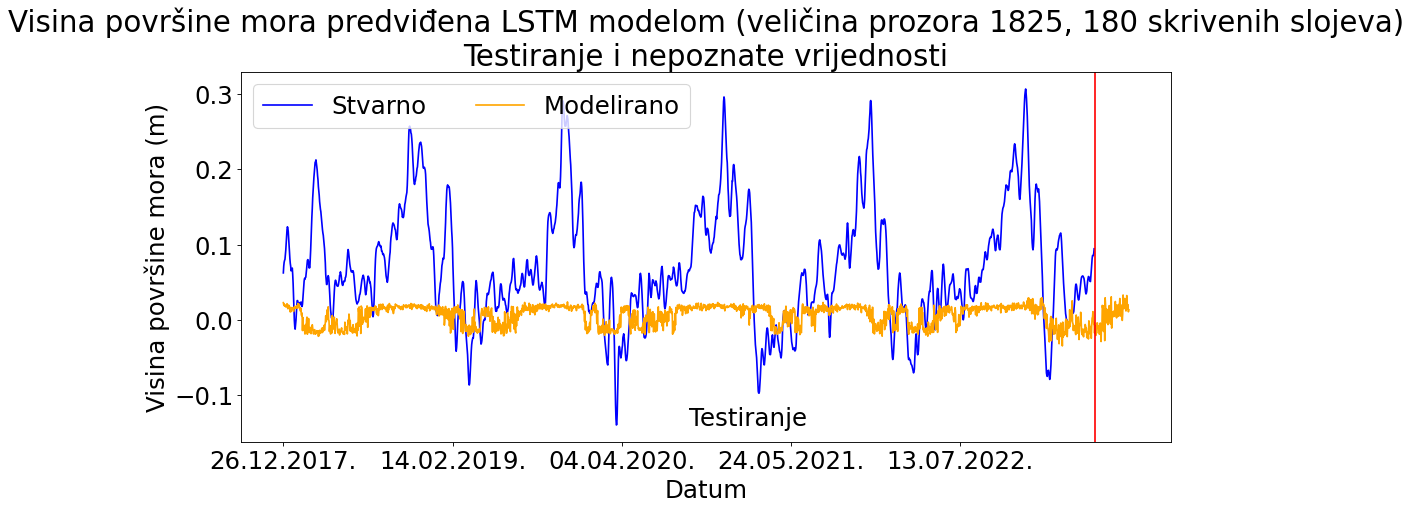 Visina površine mora predviđena LSTM modelom (veličina prozora 1825, 180 skrivenih slojeva)
Testiranje i nepoznate vrijednosti
Stvarno Modelirano
Visina površine mora (m)
0.3
0.2
0.1
0.0
−0.1
Testiranje
26.12.2017. 14.02.2019. 04.04.2020. 24.05.2021. 13.07.2022.
Datum